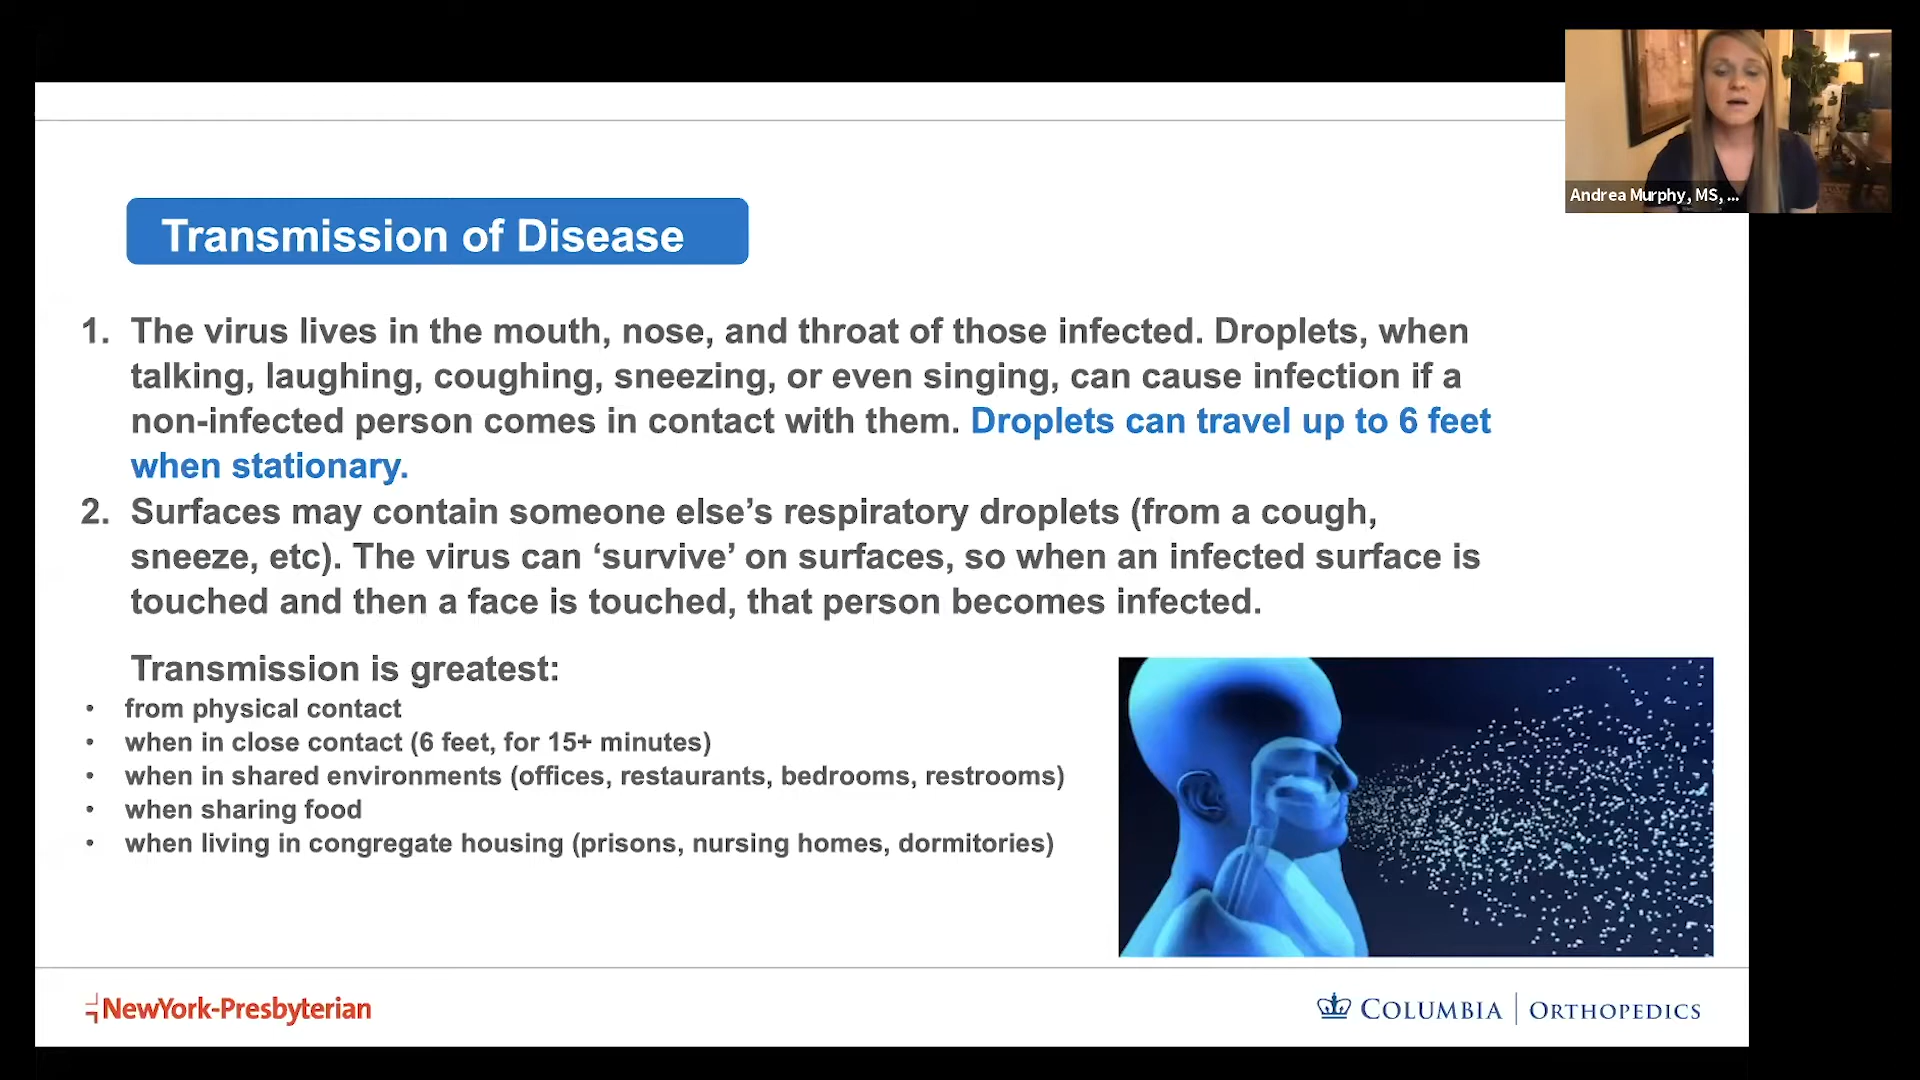 Andrea Murphy, MS, ...
Transmission of Disease
1. The virus lives in the mouth, nose, and throat of those infected. Droplets, when
talking, laughing, coughing, sneezing, or even singing, can cause infection if a
non-infected person comes in contact with them. Droplets can travel up to 6 feet
when stationary.
2. Surfaces may contain someone else’s respiratory droplets (from a cough,
sneeze, etc). The virus can ‘survive’ on surfaces, so when an infected surface is
touched and then a face is touched, that person becomes infected.
Transmission is greatest:
• from physical contact
• when in close contact (6 feet, for 15+ minutes)
• when in shared environments (offices, restaurants, bedrooms, restrooms)
• when sharing food
• when living in congregate housing (prisons, nursing homes, dormitories)
NewYork-Presbyterian
COLUMBIA | ORTHOPEDICS